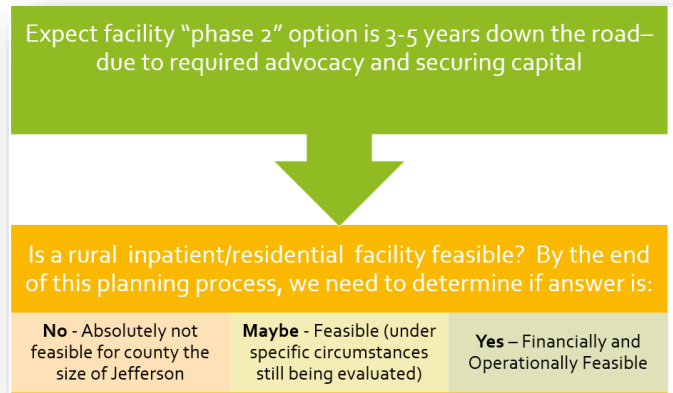 Expect facility “phase 2” option is 3-5 years down the road–
due to required advocacy and securing capital
Is a rural inpatient/residential facility feasible? By the end
of this planning process, we need to determine if answer is:
No - Absolutely not
feasible for county the
size of Jefferson
Maybe - Feasible (under
specific circumstances
still being evaluated)
Yes – Financially and
Operationally Feasible